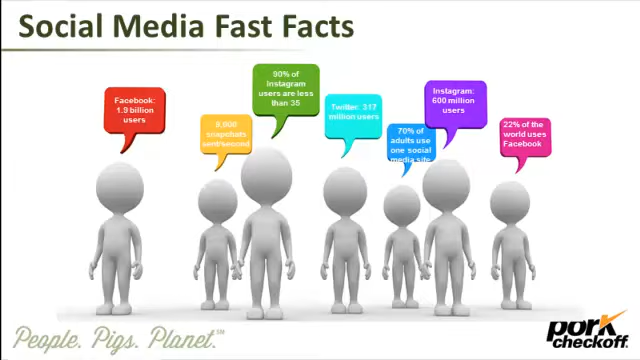 Social Media Fast Facts
Facebook:
1.9 billion
users
snapchats
sent/second
90% of
Instagram
users are less
than 35
Twitter: 317
million users
70% of
adults use
one social
media site
Instagram:
600 million
users
22% of the
world uses
Facebook
People. Pigs. Planet.™
pork
checkoff